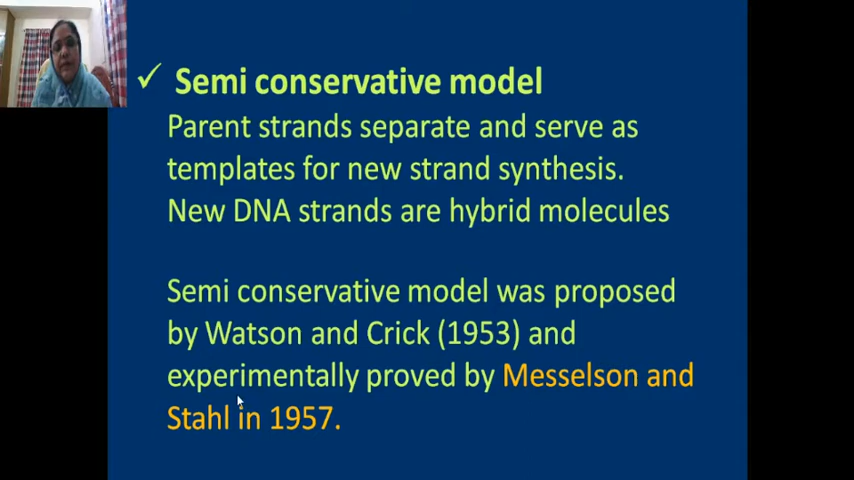 ✓ Semi conservative model
Parent strands separate and serve as
templates for new strand synthesis.
New DNA strands are hybrid molecules
Semi conservative model was proposed
by Watson and Crick (1953) and
experimentally proved by Messelson and
Stahl in 1957.